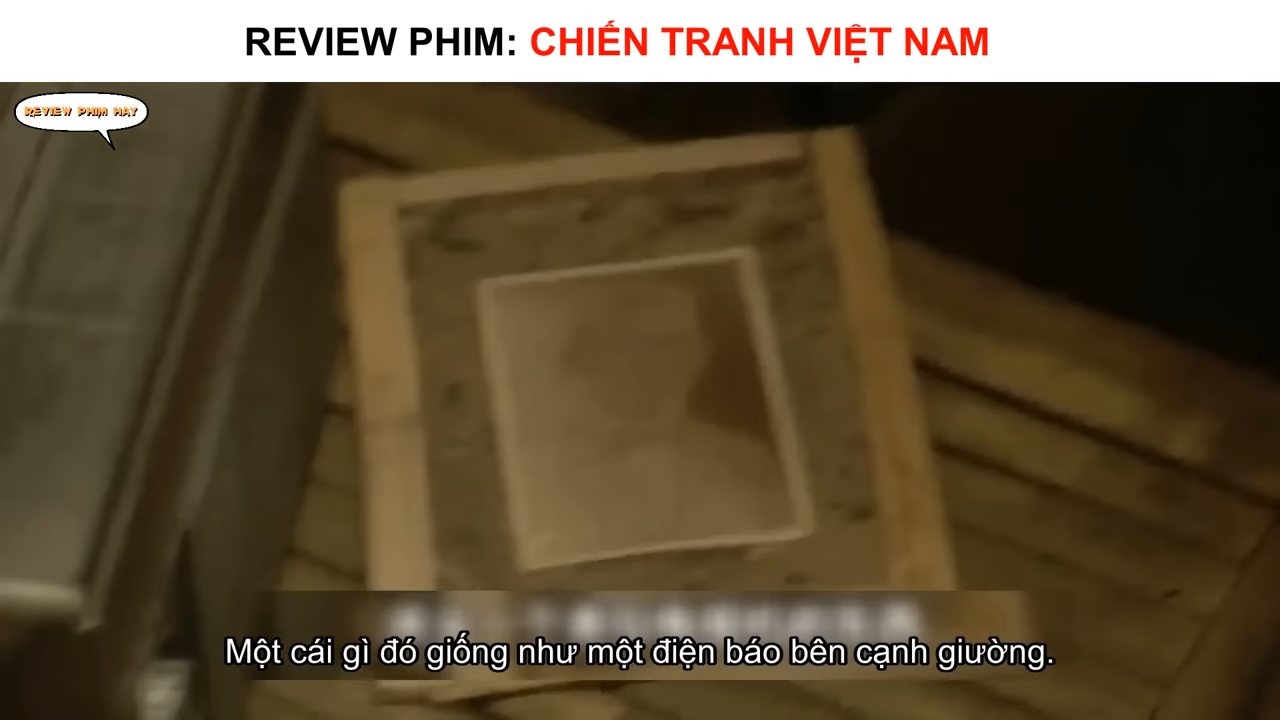 REVIEW PHIM: CHIẾN TRANH VIỆT NAM
REVIEW PHIM HAY
Một cái gì đó giống như một điện báo bên cạnh giường.